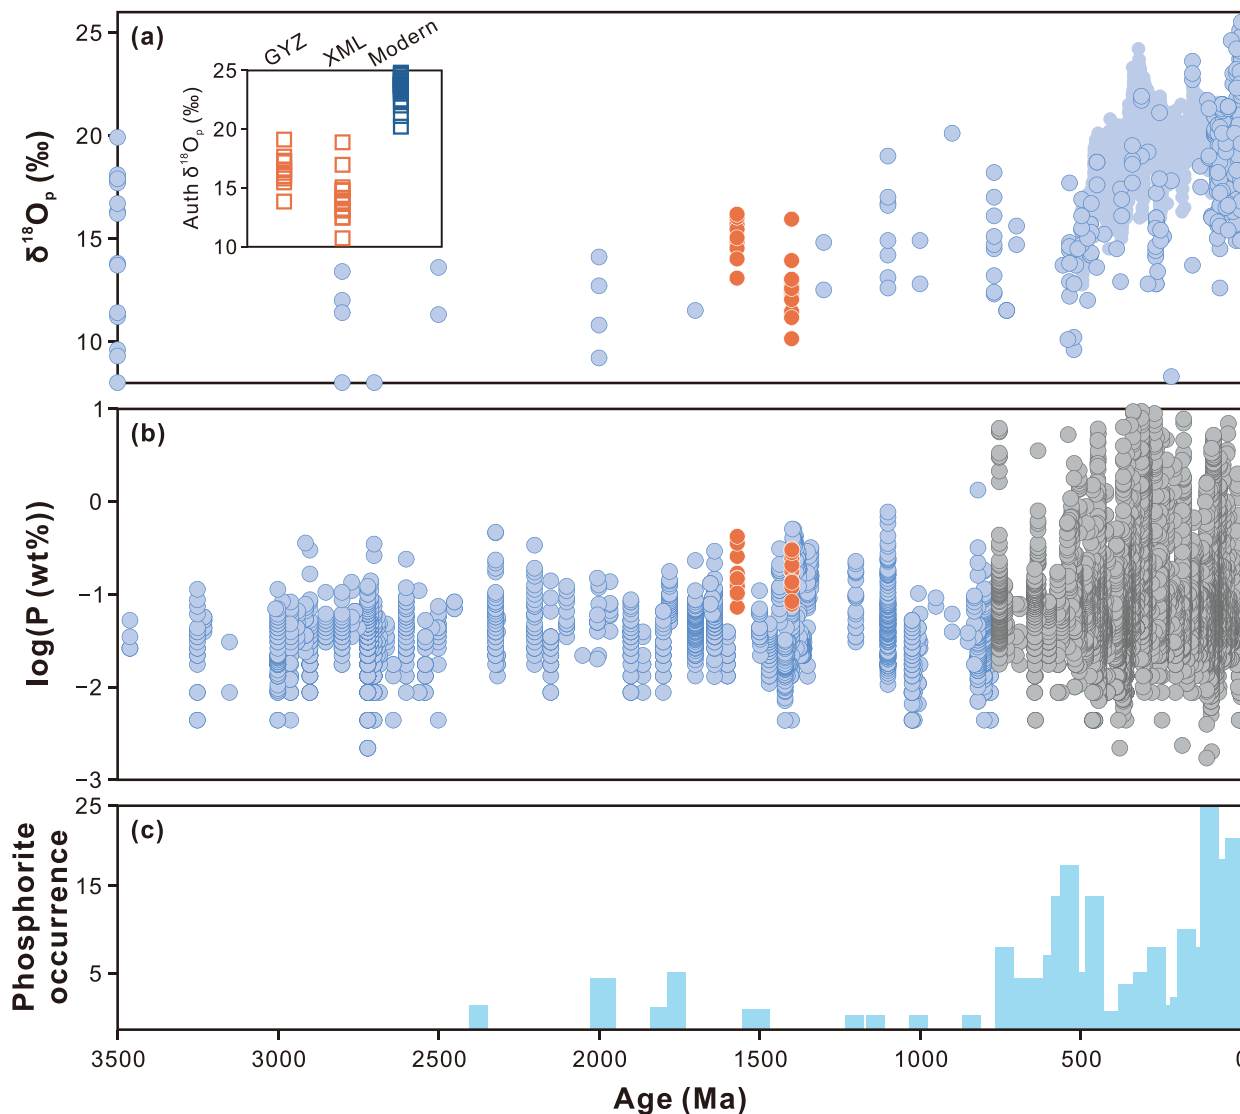 (a)
GYZ XML Modern
25
20
15
10
δ¹⁸Oₚ (‰)
25
20
15
10
Auth δ¹⁸Oₚ (‰)
(b)
1
0
−1
−2
−3
log(P (wt%))
(c)
25
15
5
Phosphorite
occurrence
3500 3000 2500 2000 1500 1000 500 0
Age (Ma)